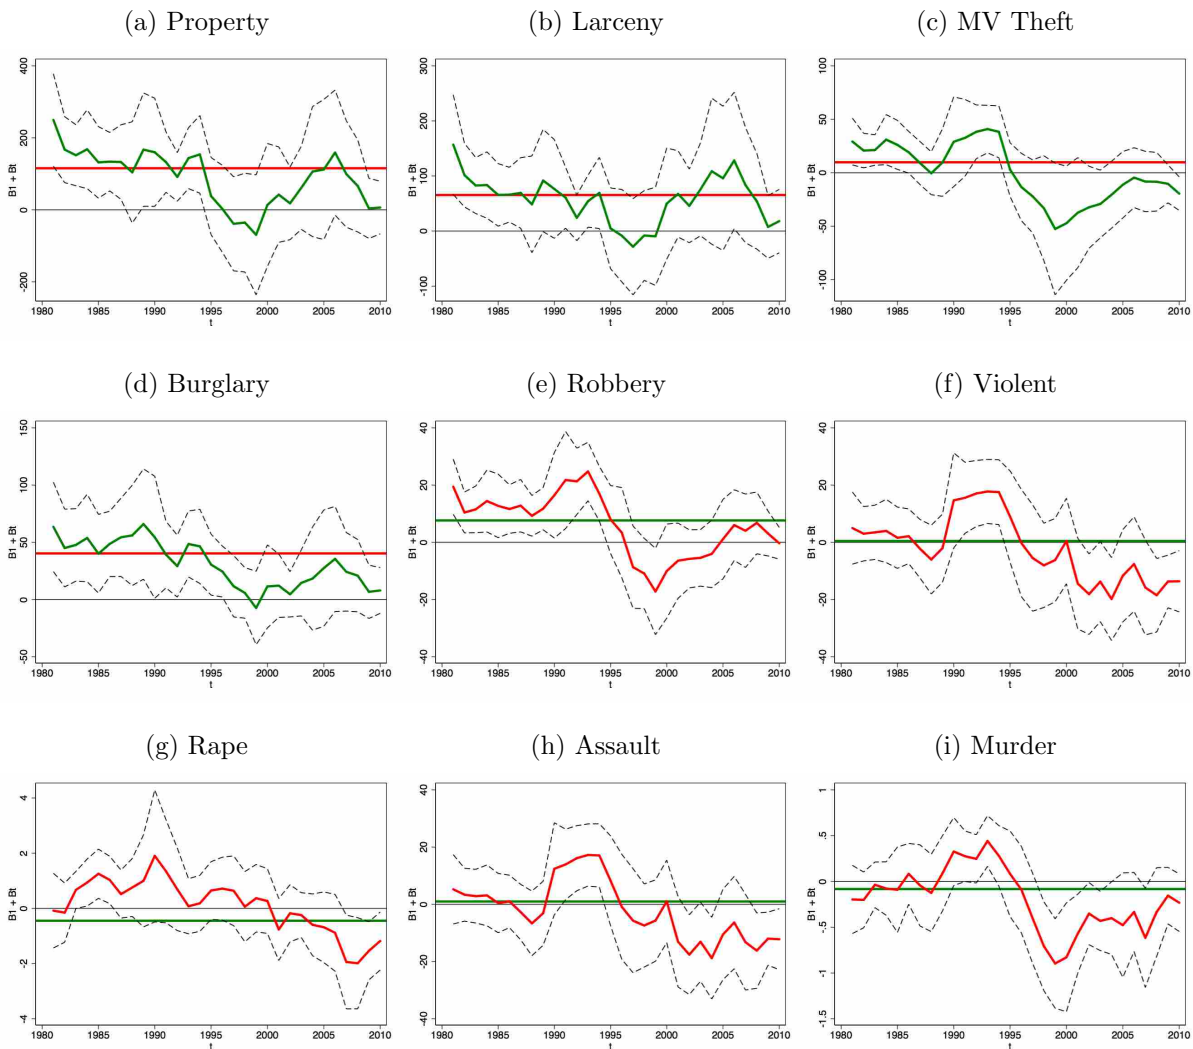 (a) Property
(b) Larceny
(c) MV Theft
400
200
0
-200
B1 + Bt
1980 1985 1990 1995 2000 2005 2010
t
300
200
100
0
-100
B1 + Bt
1980 1985 1990 1995 2000 2005 2010
t
100
50
0
-50
-100
B1 + Bt
1980 1985 1990 1995 2000 2005 2010
t
(d) Burglary
(e) Robbery
(f) Violent
150
100
50
0
-50
B1 + Bt
1980 1985 1990 1995 2000 2005 2010
t
40
20
0
-20
-40
B1 + Bt
1980 1985 1990 1995 2000 2005 2010
t
40
20
0
-20
-40
B1 + Bt
1980 1985 1990 1995 2000 2005 2010
t
(g) Rape
(h) Assault
(i) Murder
4
2
0
-2
-4
B1 + Bt
1980 1985 1990 1995 2000 2005 2010
t
40
20
0
-20
-40
B1 + Bt
1980 1985 1990 1995 2000 2005 2010
t
1
.5
0
-.5
-1
-1.5
B1 + Bt
1980 1985 1990 1995 2000 2005 2010
t